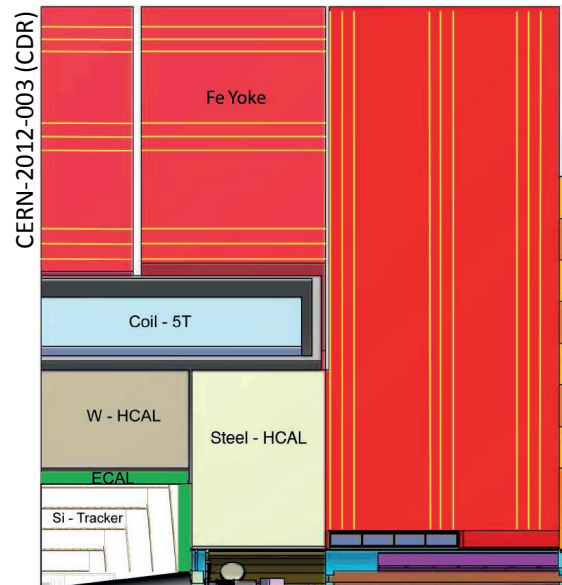 CERN-2012-003 (CDR)
Fe Yoke
Coil - 5T
W - HCAL
Steel - HCAL
ECAL
Si - Tracker